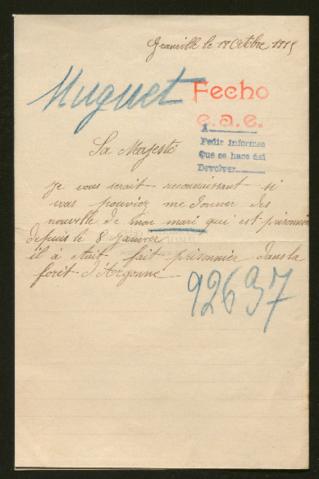 Granville le 18 Octobre 1915
Muguet
Fecho
e.a.e.
A
Pedir informes
Que se hace así
Devolver
Sa Majesté
Je vous serait reconnaissant si
vous pouviez me donner des
nouvelle de mon mari qui est prisonnier
depuis le 8 Janvier
il a était fait prisonnier dans la
forêt d'Argonne
92637